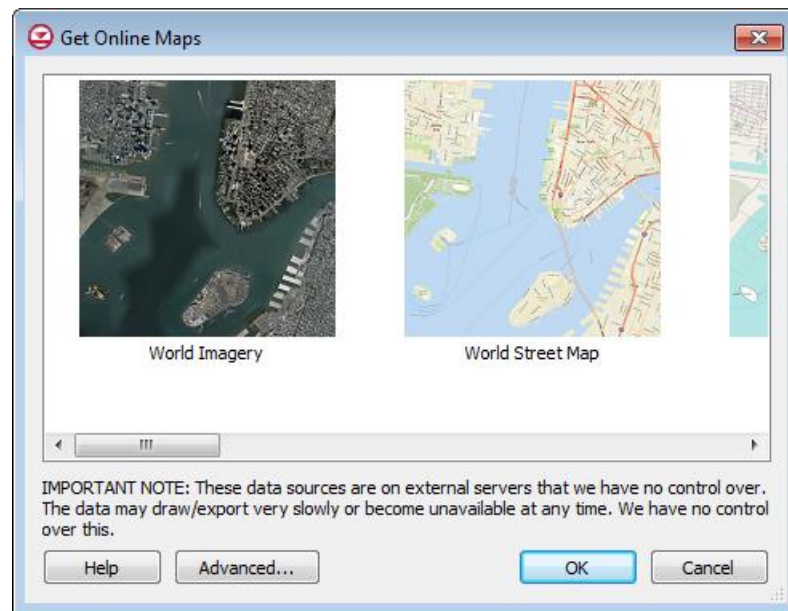 Get Online Maps
World Imagery
World Street Map
IMPORTANT NOTE: These data sources are on external servers that we have no control over.
The data may draw/export very slowly or become unavailable at any time. We have no control
over this.
Help
Advanced...
OK
Cancel